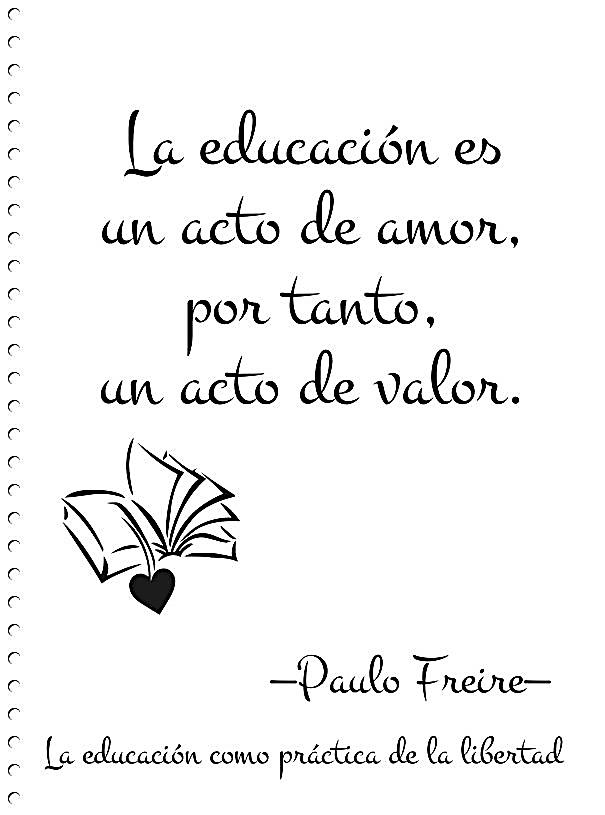 La educación es
un acto de amor,
por tanto,
un acto de valor.
—Paulo Freire—
La educación como práctica de la libertad